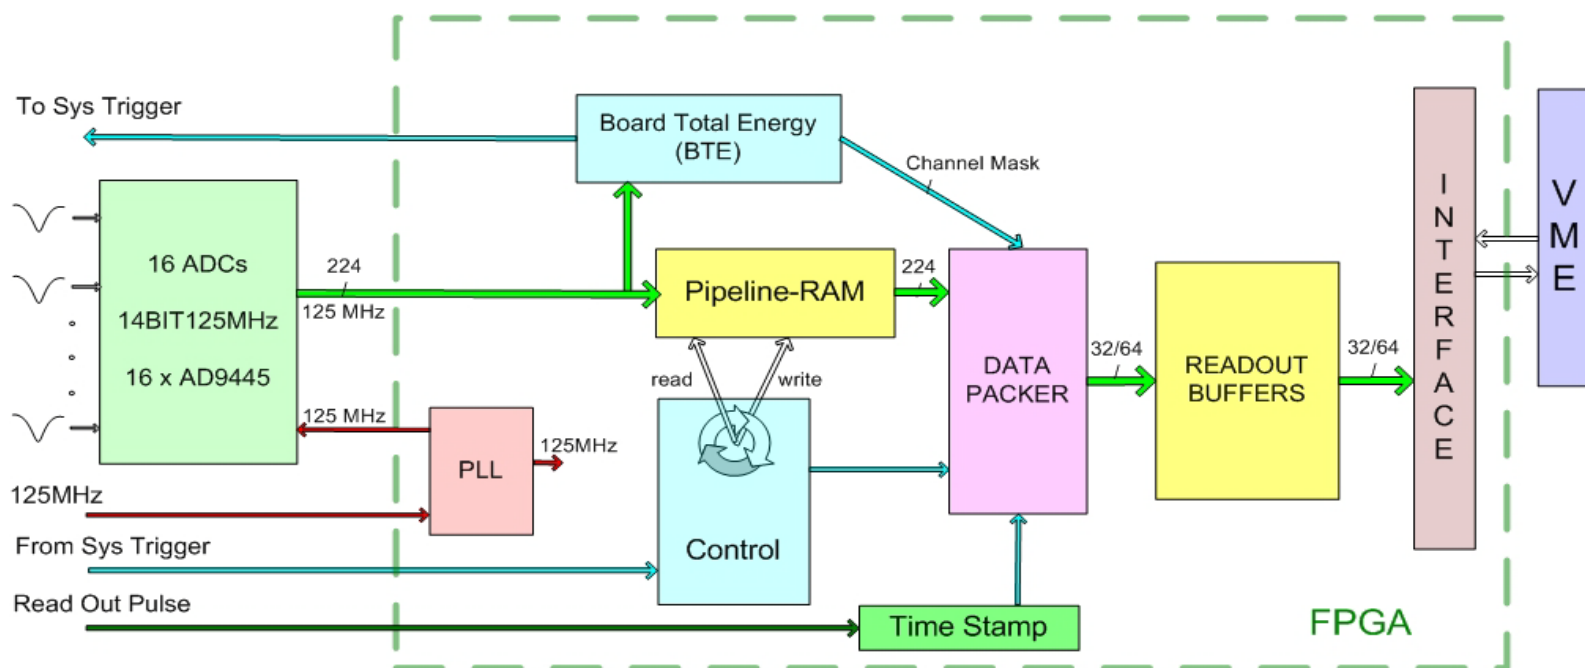 To Sys Trigger
Board Total Energy
(BTE)
Channel Mask
16 ADCs
14BIT125MHz
16 x AD9445
224
125 MHz
Pipeline-RAM
224
read
write
DATA
PACKER
32/64
READOUT
BUFFERS
32/64
INTERFACE
VME
125 MHz
PLL
125MHz
125MHz
From Sys Trigger
Control
Read Out Pulse
Time Stamp
FPGA